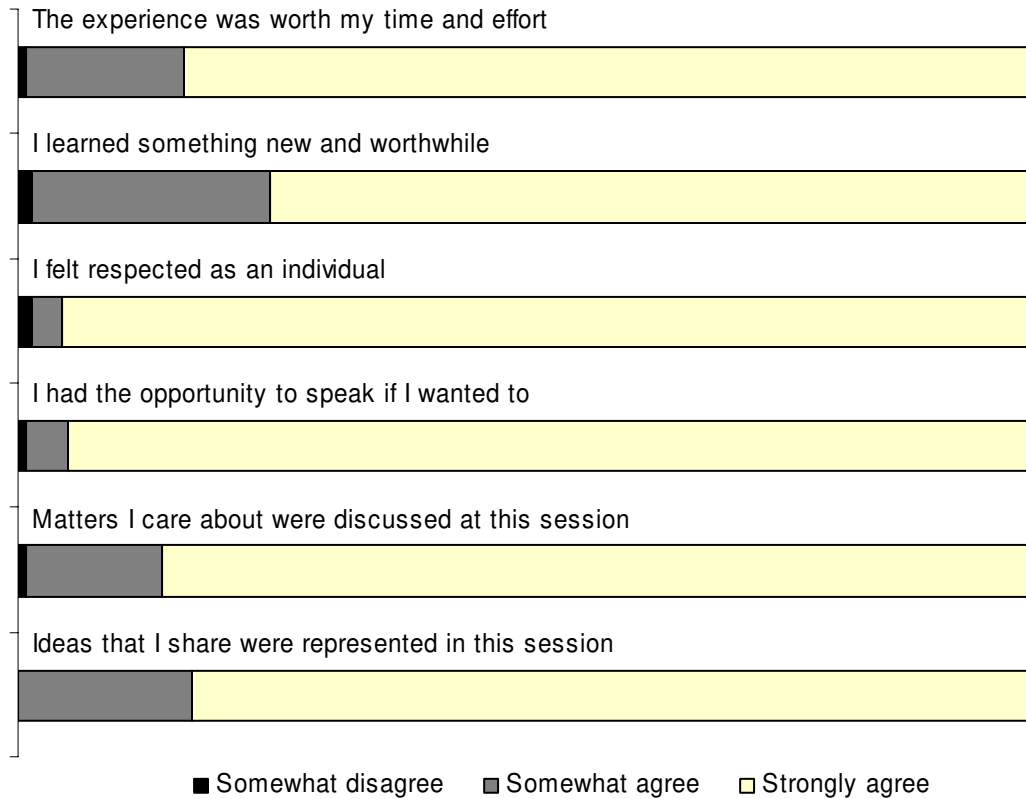 The experience was worth my time and effort
I learned something new and worthwhile
I felt respected as an individual
I had the opportunity to speak if I wanted to
Matters I care about were discussed at this session
Ideas that I share were represented in this session
Somewhat disagree Somewhat agree Strongly agree